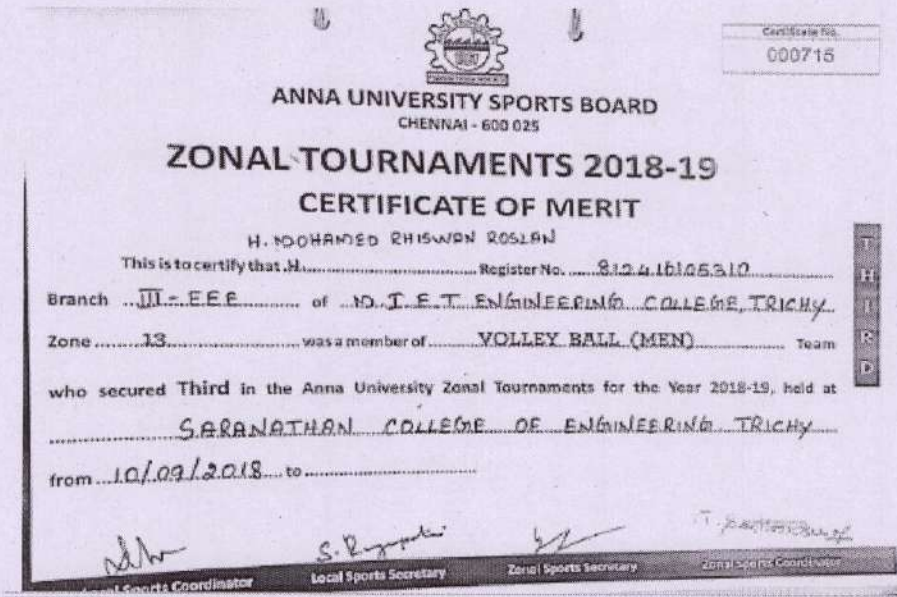 Certificate No.
000715
ANNA UNIVERSITY SPORTS BOARD
CHENNAI - 600 025
ZONAL TOURNAMENTS 2018-19
CERTIFICATE OF MERIT
H. MOHAMED RHISWAN ROSLAN
This is to certify that H. Register No. 812416105310
Branch III - EEE of M.I.E.T ENGINEERING COLLEGE, TRICHY
Zone 13 was a member of VOLLEY BALL (MEN) Team
who secured Third in the Anna University Zonal Tournaments for the Year 2018-19, held at
SARANATHAN COLLEGE OF ENGINEERING, TRICHY
from 10/09/2018 to
THIRD
Sports Coordinator
Local Sports Secretary
Zonal Sports Secretary
Zonal Sports Coordinator